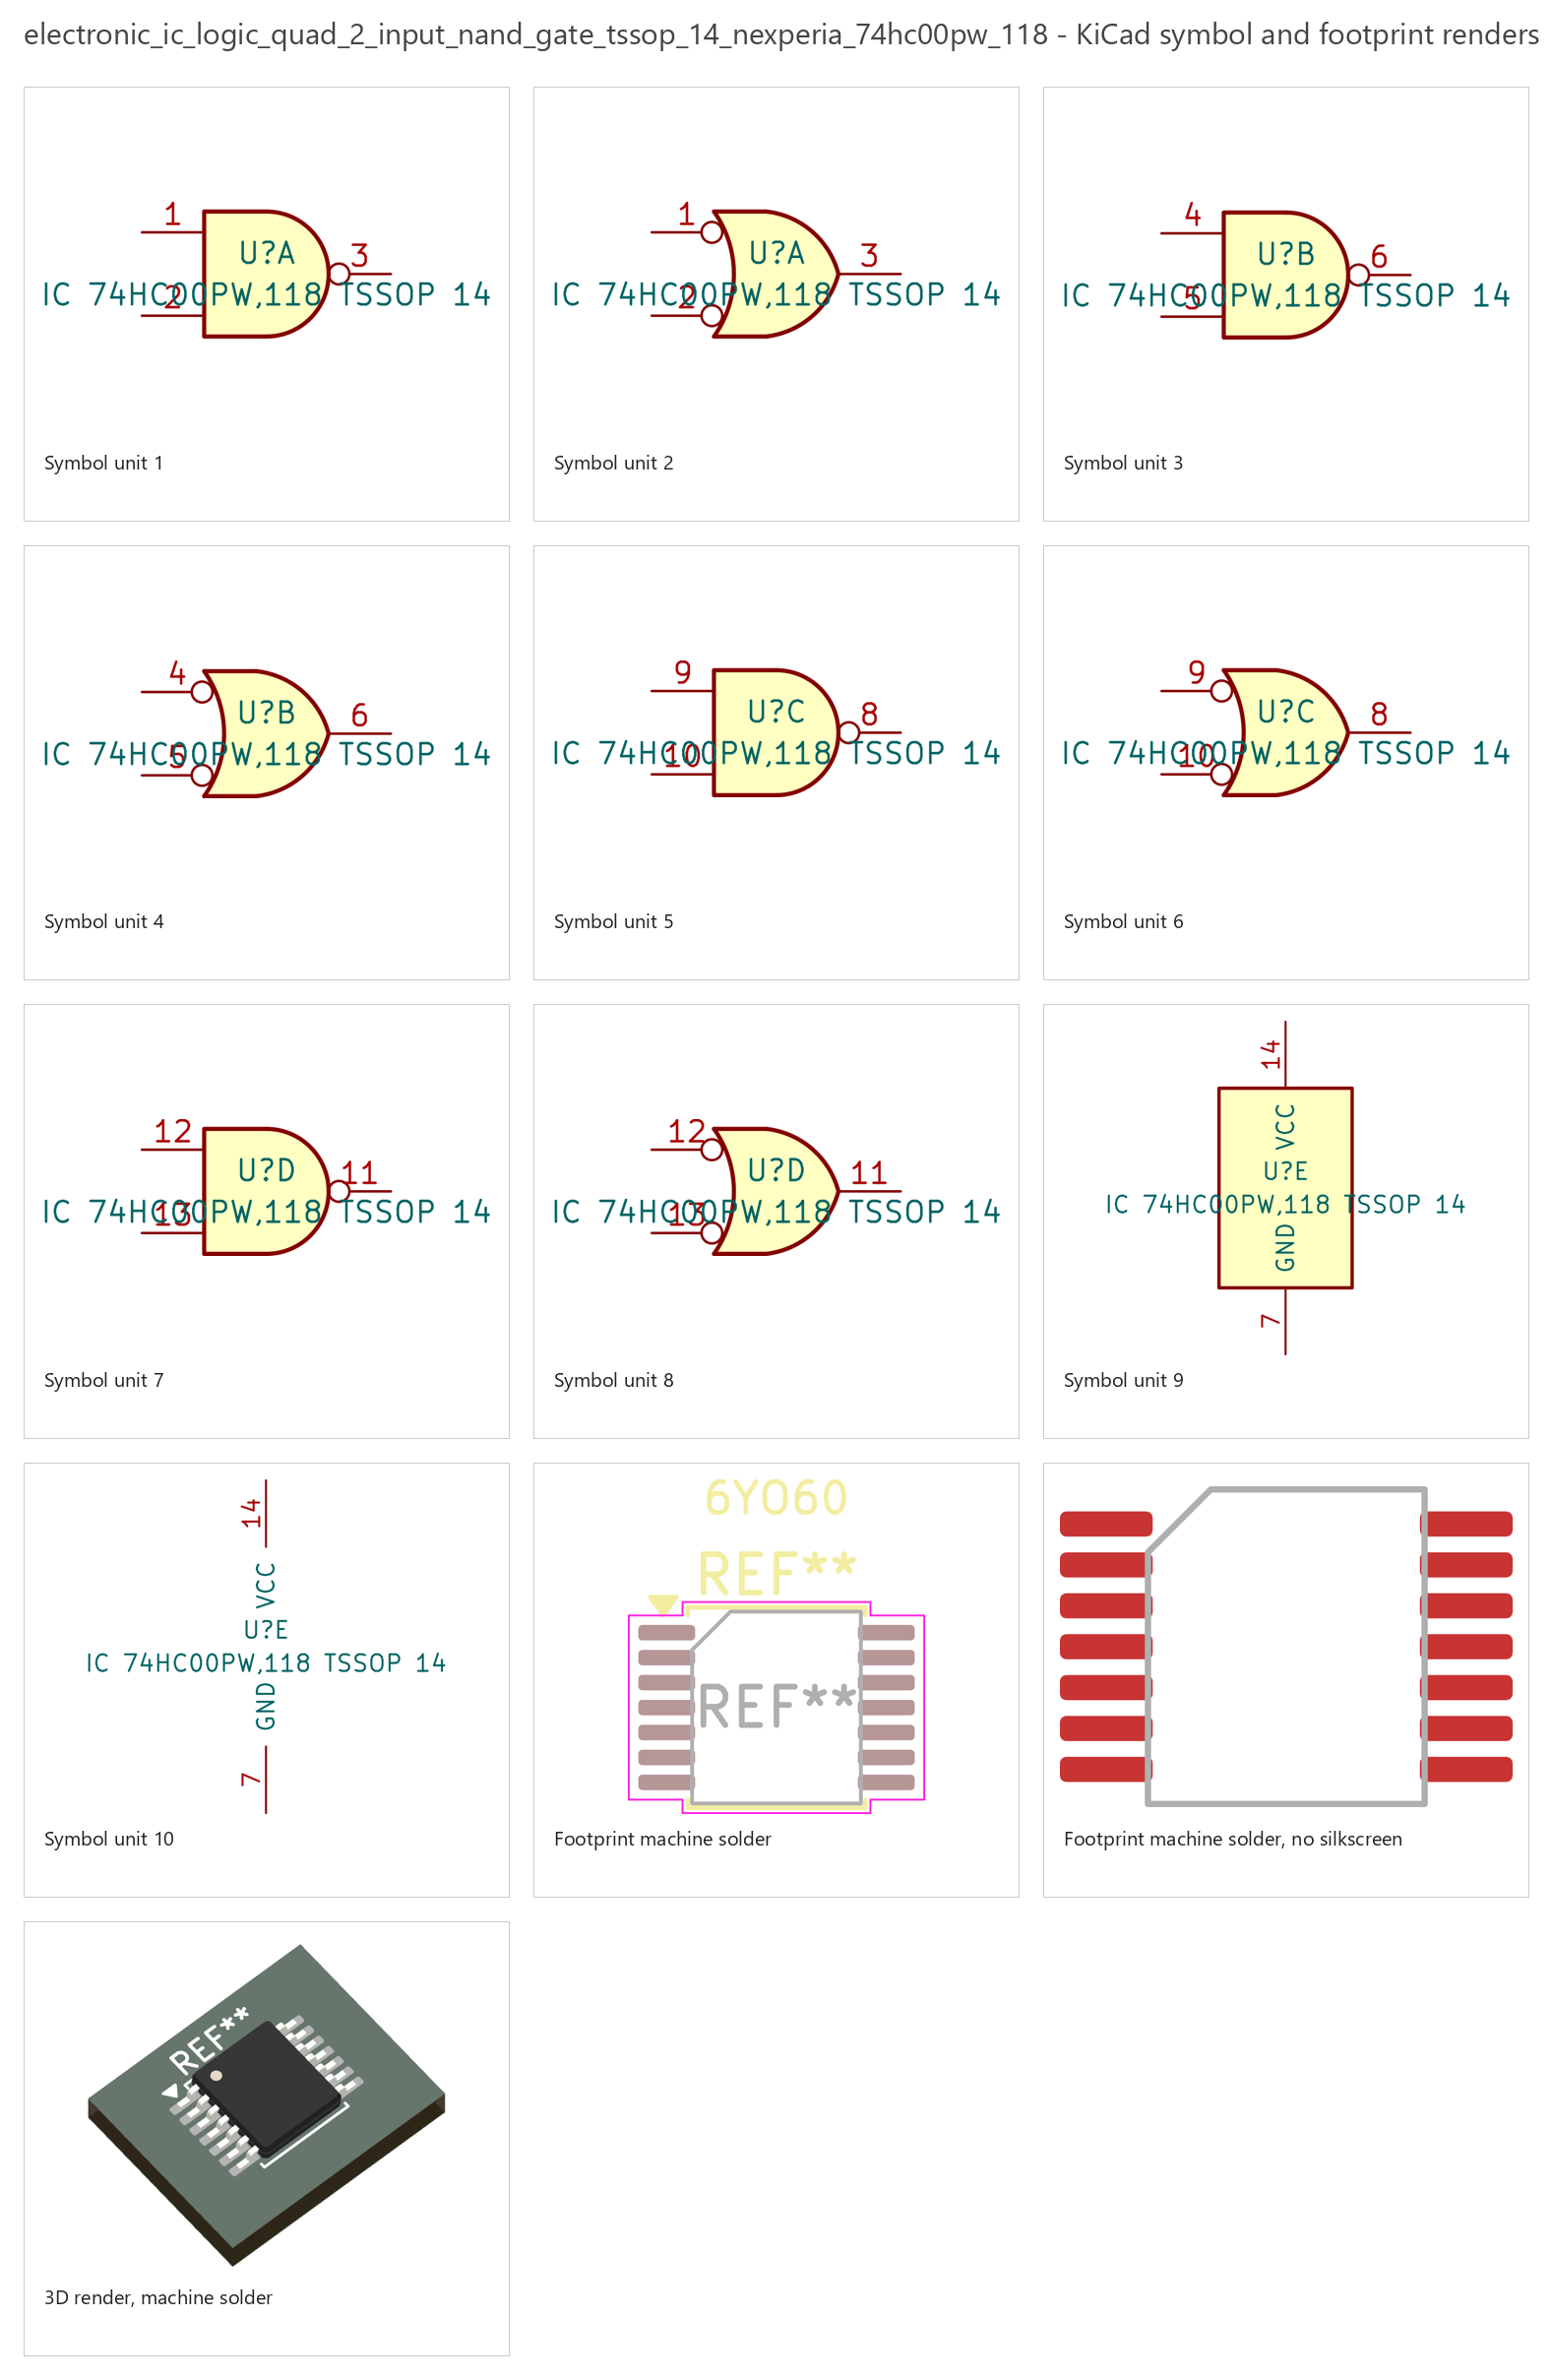 electronic_ic_logic_quad_2_input_nand_gate_tssop_14_nexperia_74hc00pw_118 - KiCad symbol and footprint renders
1
U?A
3
IC 74HC00PW,118 TSSOP 14
2
Symbol unit 1
1
U?A
3
IC 74HC00PW,118 TSSOP 14
2
Symbol unit 2
4
U?B
6
IC 74HC00PW,118 TSSOP 14
5
Symbol unit 3
4
U?B
6
IC 74HC00PW,118 TSSOP 14
5
Symbol unit 4
9
U?C
8
IC 74HC00PW,118 TSSOP 14
10
Symbol unit 5
9
U?C
8
IC 74HC00PW,118 TSSOP 14
10
Symbol unit 6
12
U?D
11
IC 74HC00PW,118 TSSOP 14
13
Symbol unit 7
12
U?D
11
IC 74HC00PW,118 TSSOP 14
13
Symbol unit 8
14
VCC
U?E
IC 74HC00PW,118 TSSOP 14
GND
7
Symbol unit 9
14
VCC
U?E
IC 74HC00PW,118 TSSOP 14
GND
7
Symbol unit 10
6YO60
REF**
REF**
Footprint machine solder
Footprint machine solder, no silkscreen
REF**
3D render, machine solder